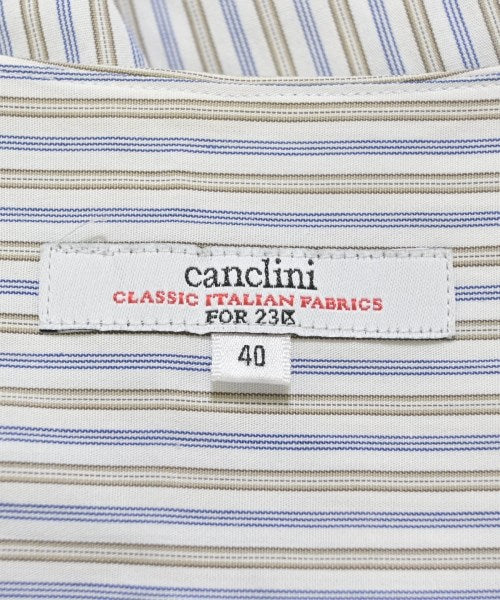 canclini
CLASSIC ITALIAN FABRICS
FOR 23区
40